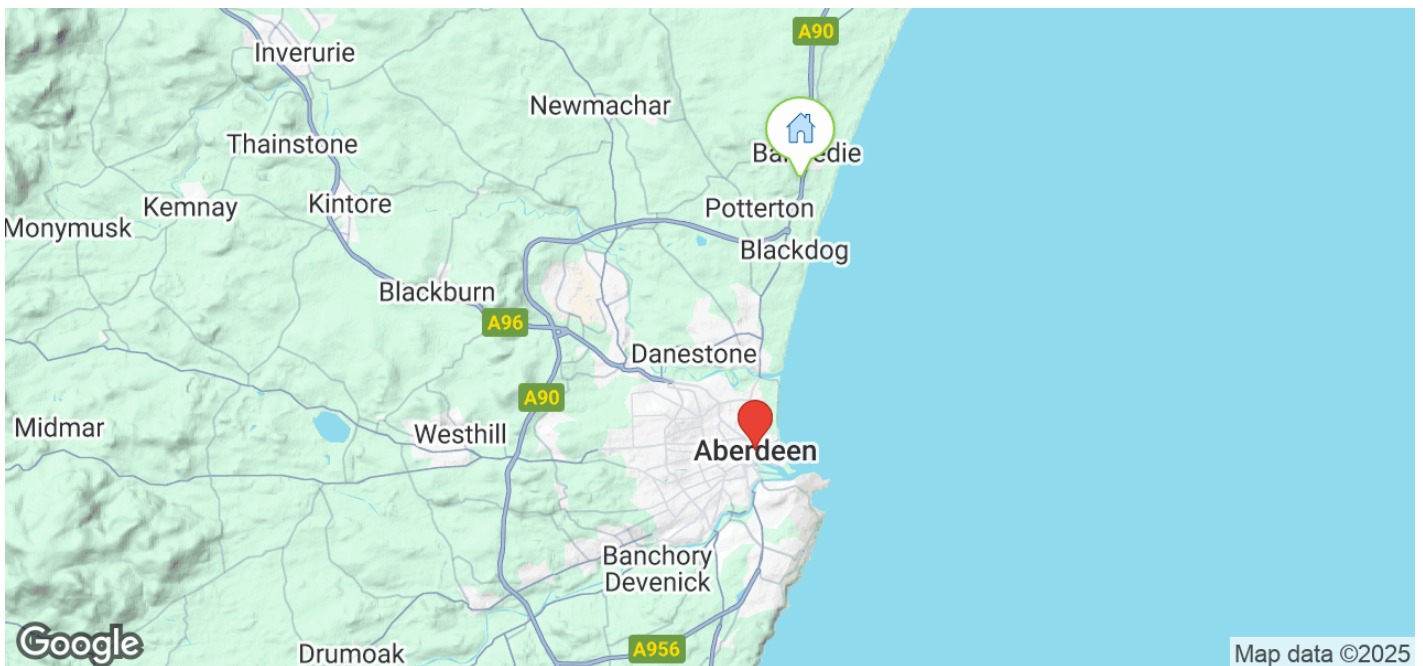 A90
Inverurie
Newmachar
Thainstone
Kemnay
Kintore
Potterton
Monymusk
Blackdog
Blackburn
A96
Danestone
A90
Midmar
Westhill
Aberdeen
Banchory
Devenick
Drumoak
A956
Google
Map data ©2025